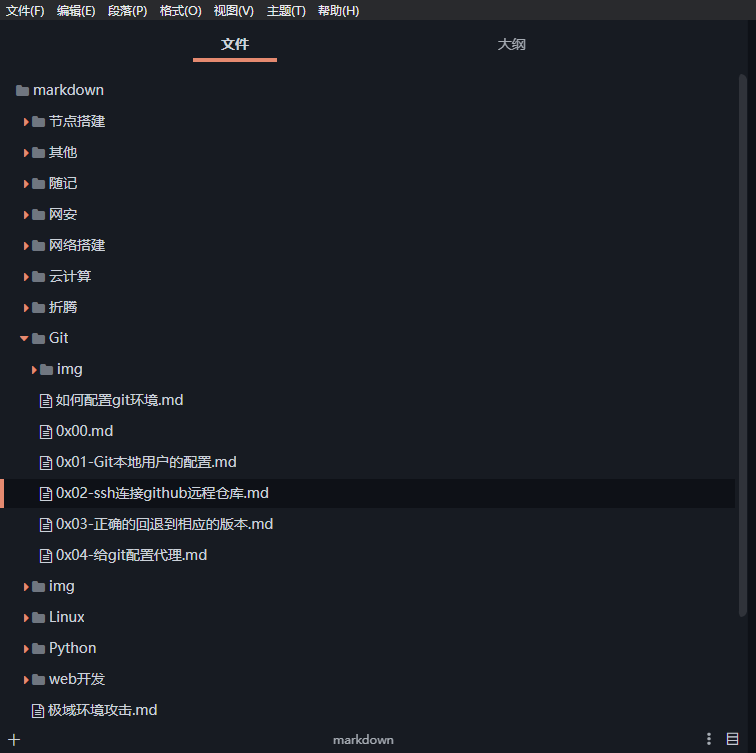 文件(F) 编辑(E) 段落(P) 格式(O) 视图(V) 主题(T) 帮助(H)
文件 大纲
markdown
节点搭建
其他
随记
网安
网络搭建
云计算
折腾
Git
img
如何配置git环境.md
0x00.md
0x01-Git本地用户的配置.md
0x02-ssh连接github远程仓库.md
0x03-正确的回退到相应的版本.md
0x04-给git配置代理.md
img
Linux
Python
web开发
极域环境攻击.md
markdown